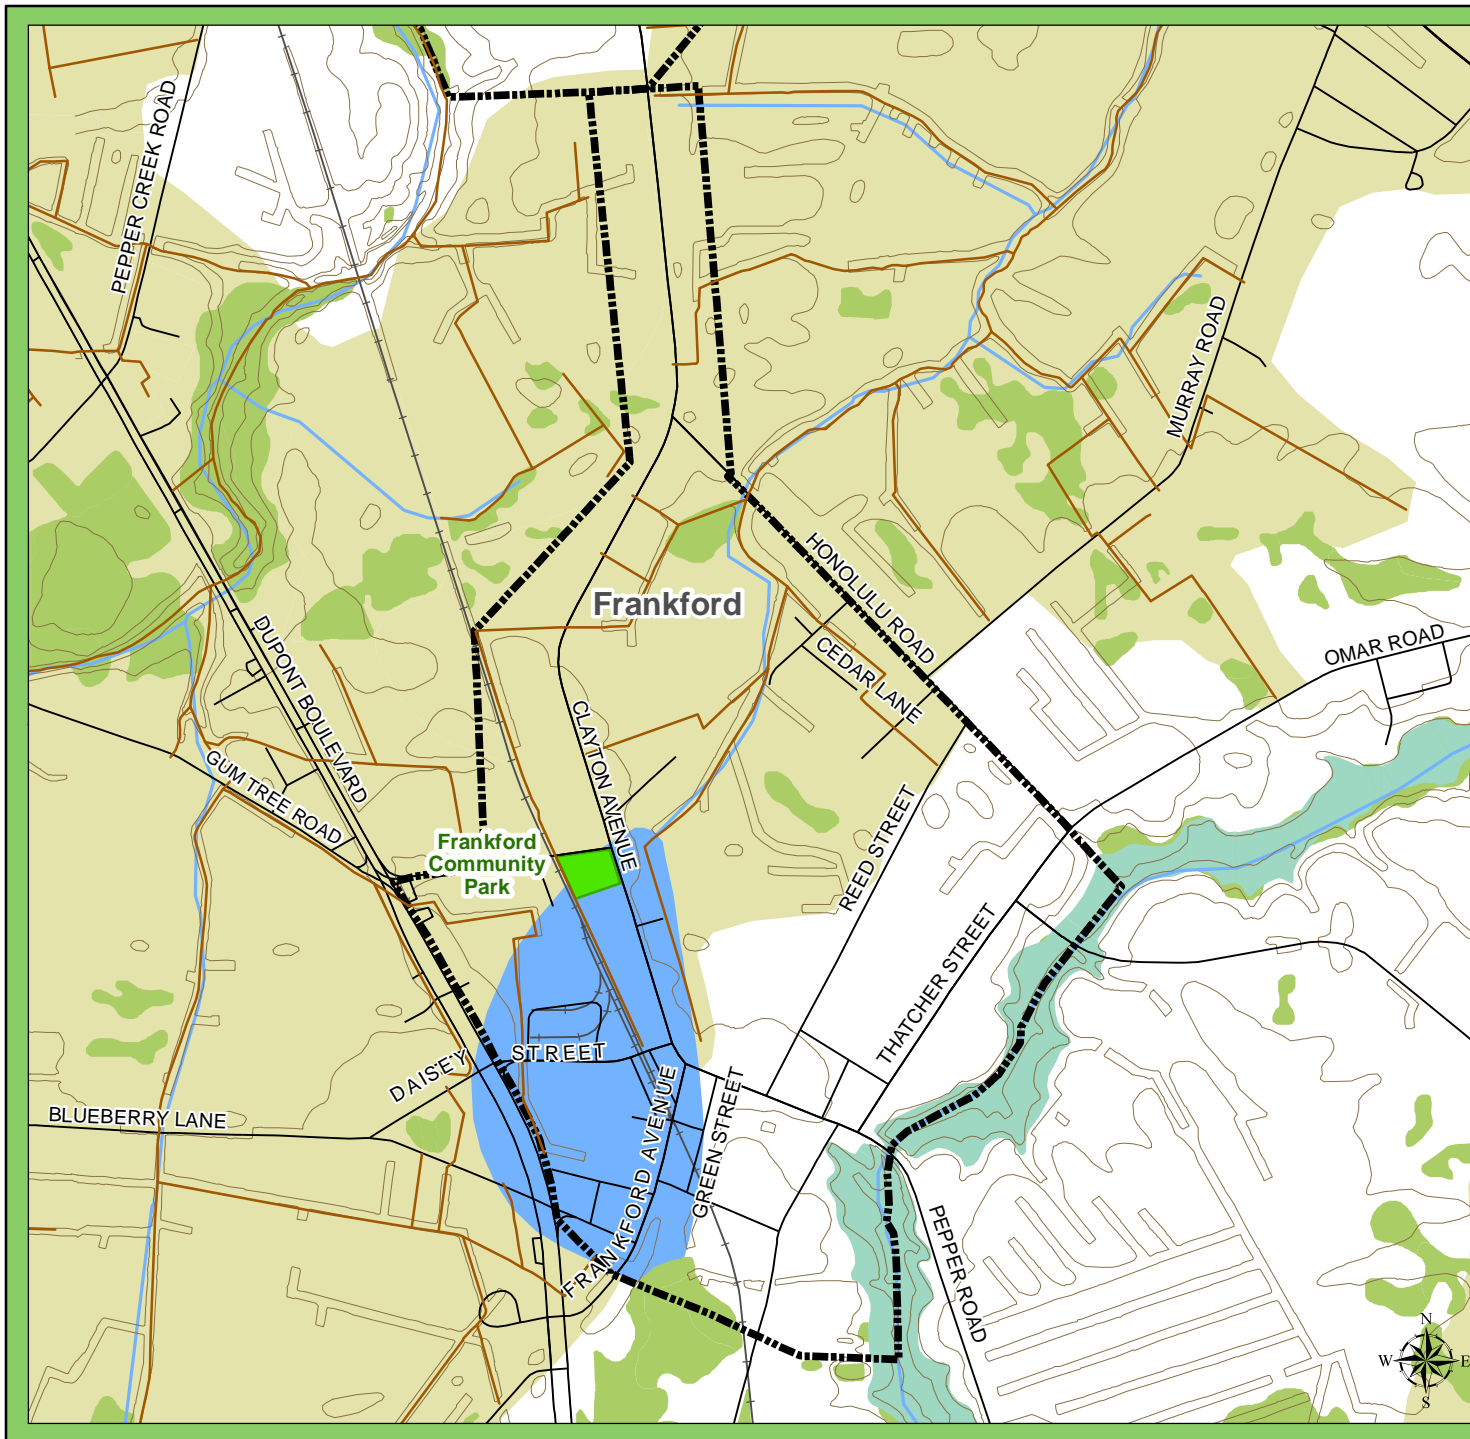 PEPPER CREEK ROAD
MURRAY ROAD
HONOLULU ROAD
Frankford
CEDAR LANE
OMAR ROAD
DUPONT BOULEVARD
CLAYTON AVENUE
GUM TREE ROAD
Frankford
Community
Park
REED STREET
THATCHER STREET
DAISEY STREET
BLUEBERRY LANE
FRANKFORD AVENUE
GREEN STREET
PEPPER ROAD
N
W E
S